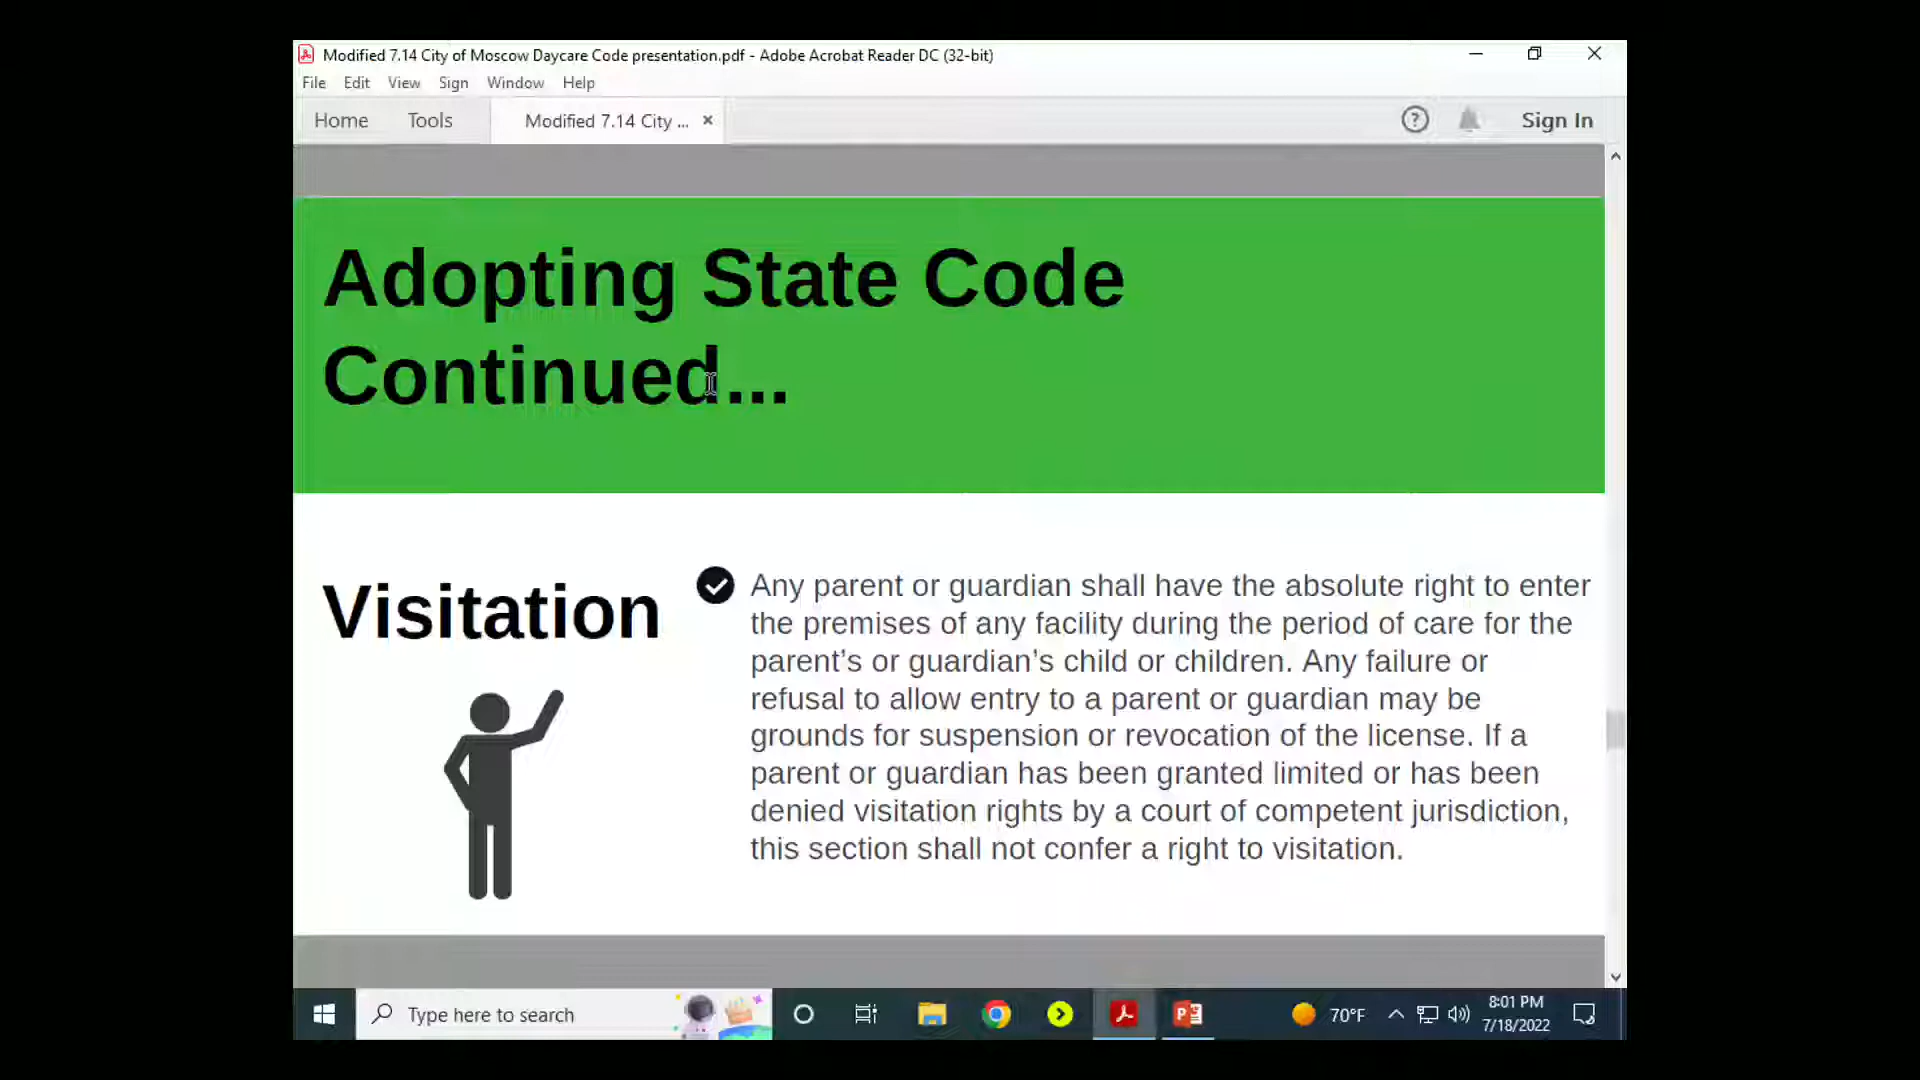 Modified 7.14 City of Moscow Daycare Code presentation.pdf - Adobe Acrobat Reader DC (32-bit)
File Edit View Sign Window Help
Home Tools Modified 7.14 City ... × Sign In
Adopting State Code
Continued...
Visitation
Any parent or guardian shall have the absolute right to enter
the premises of any facility during the period of care for the
parent’s or guardian’s child or children. Any failure or
refusal to allow entry to a parent or guardian may be
grounds for suspension or revocation of the license. If a
parent or guardian has been granted limited or has been
denied visitation rights by a court of competent jurisdiction,
this section shall not confer a right to visitation.
Type here to search
70°F
8:01 PM
7/18/2022